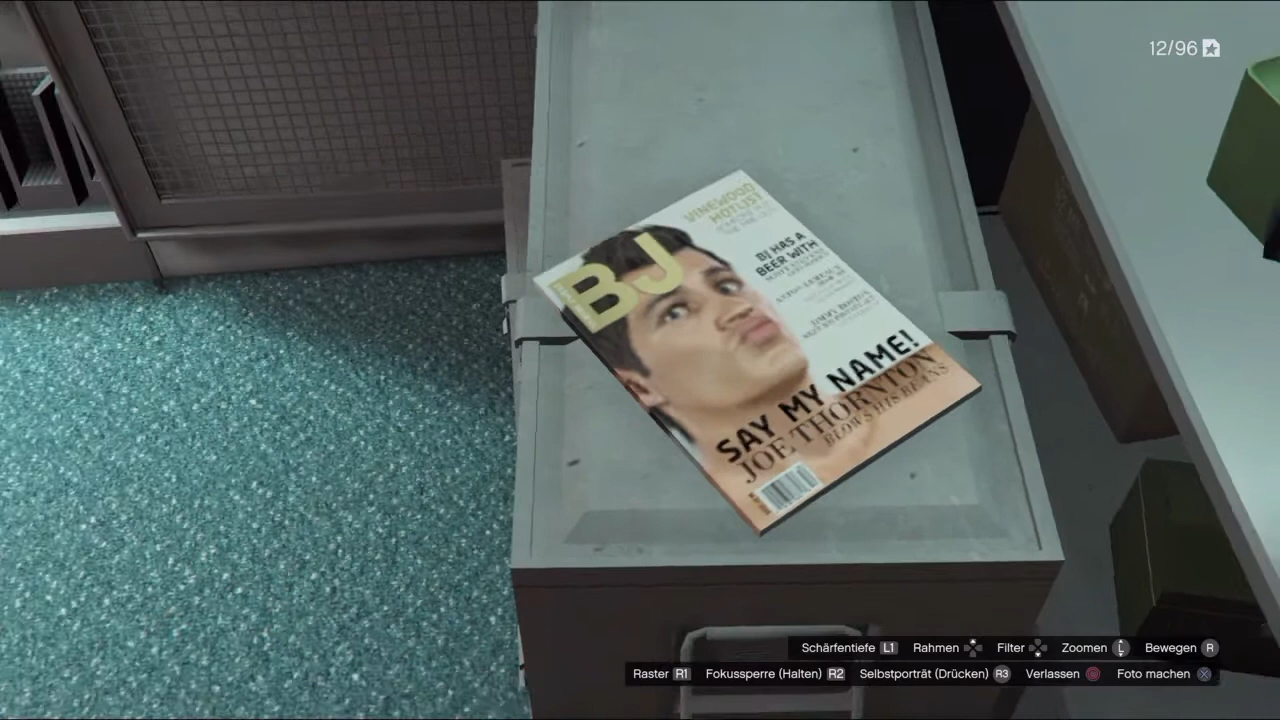 12/96
VINEWOOD
HOTLIST
BJ
BJ HAS A
BEER WITH
SAY MY NAME!
JOE THORNTON
BLOWS HIS BEANS
Schärfentiefe L1 Rahmen Filter Zoomen L Bewegen R
Raster R1 Fokussperre (Halten) R2 Selbstporträt (Drücken) R3 Verlassen Foto machen